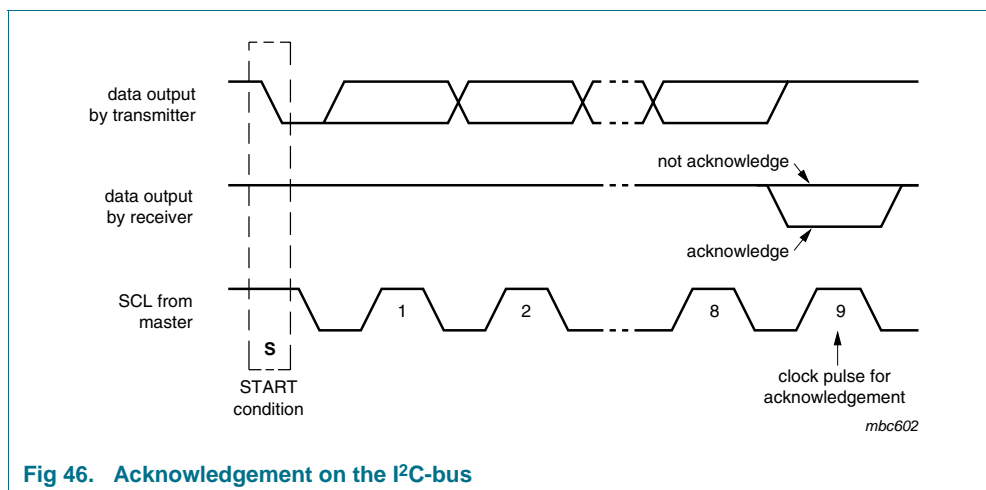 data output
by transmitter
not acknowledge
data output
by receiver
acknowledge
SCL from
master
1
2
8
9
S
START
condition
clock pulse for
acknowledgement
mbc602
Fig 46. Acknowledgement on the I²C-bus